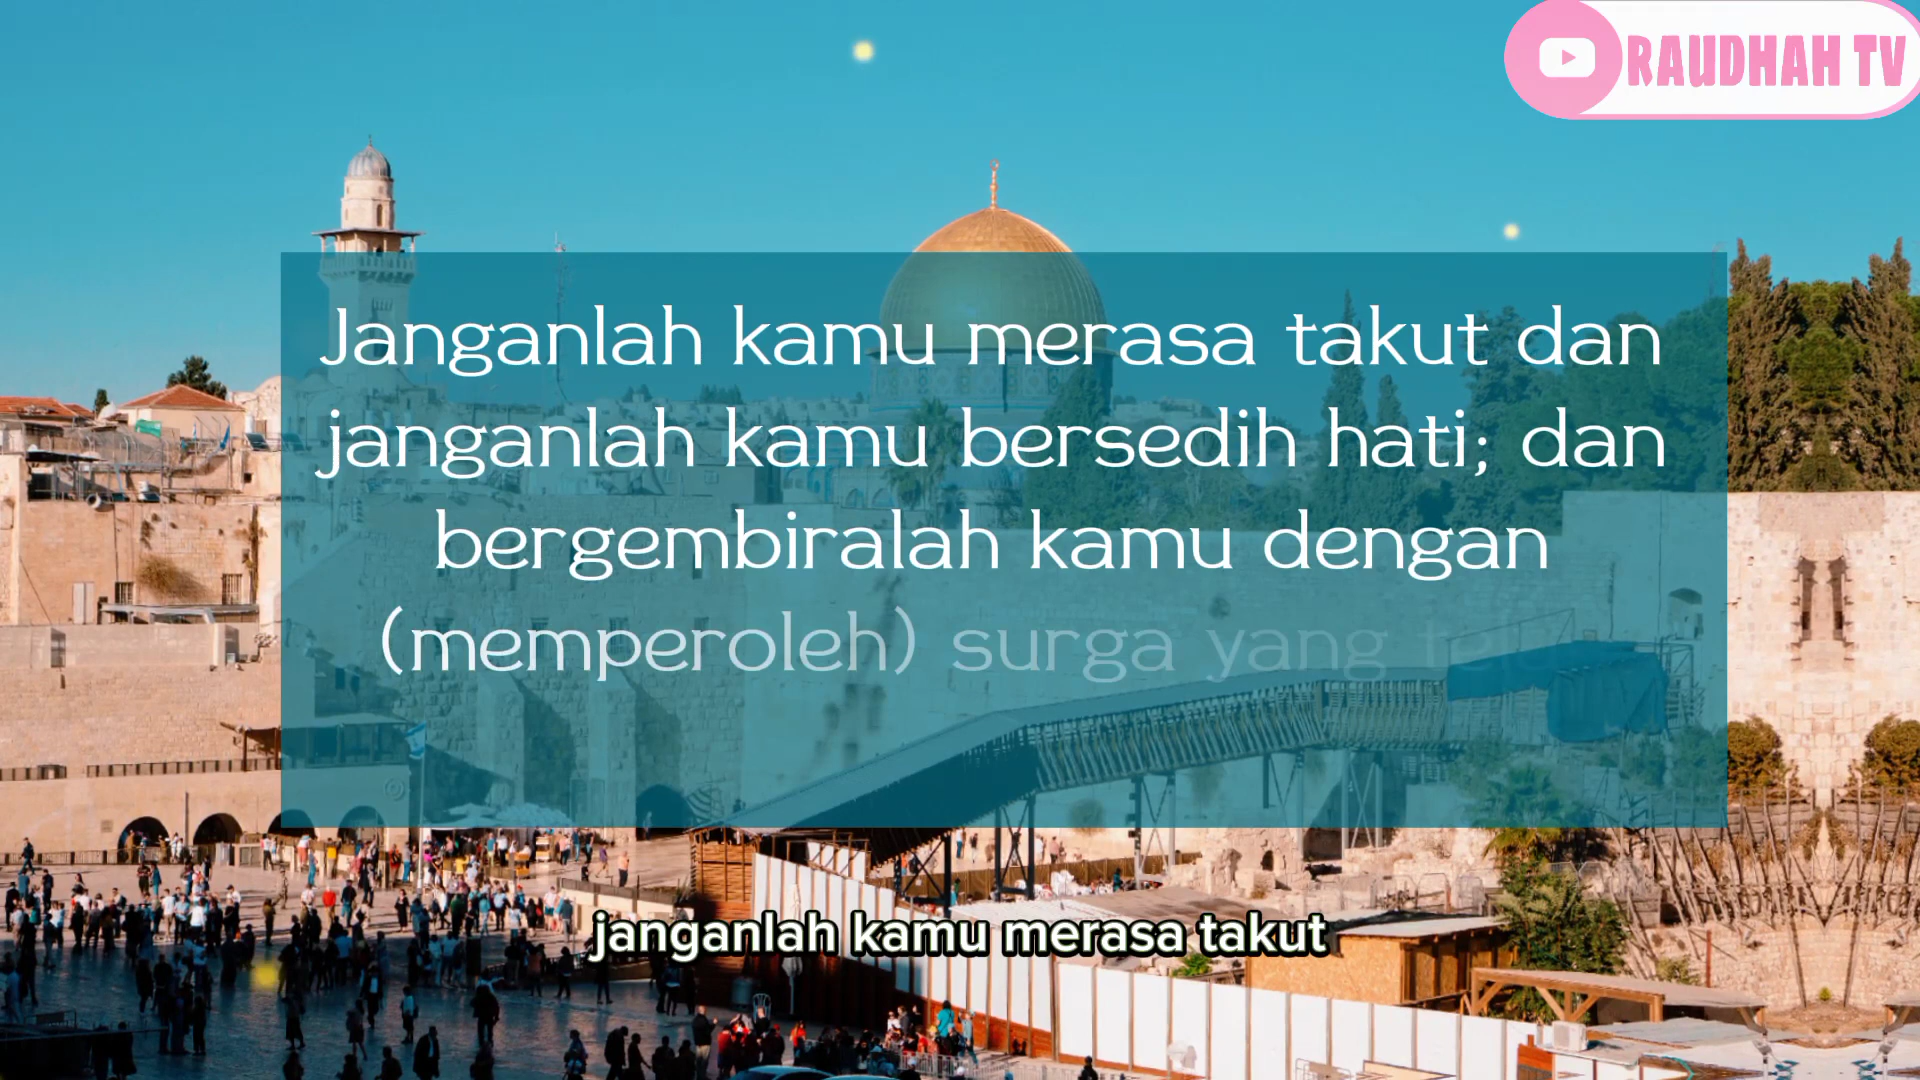 RAUDHAH TV
Janganlah kamu merasa takut dan
janganlah kamu bersedih hati; dan
bergembiralah kamu dengan
(memperoleh) surga yang
janganlah kamu merasa takut